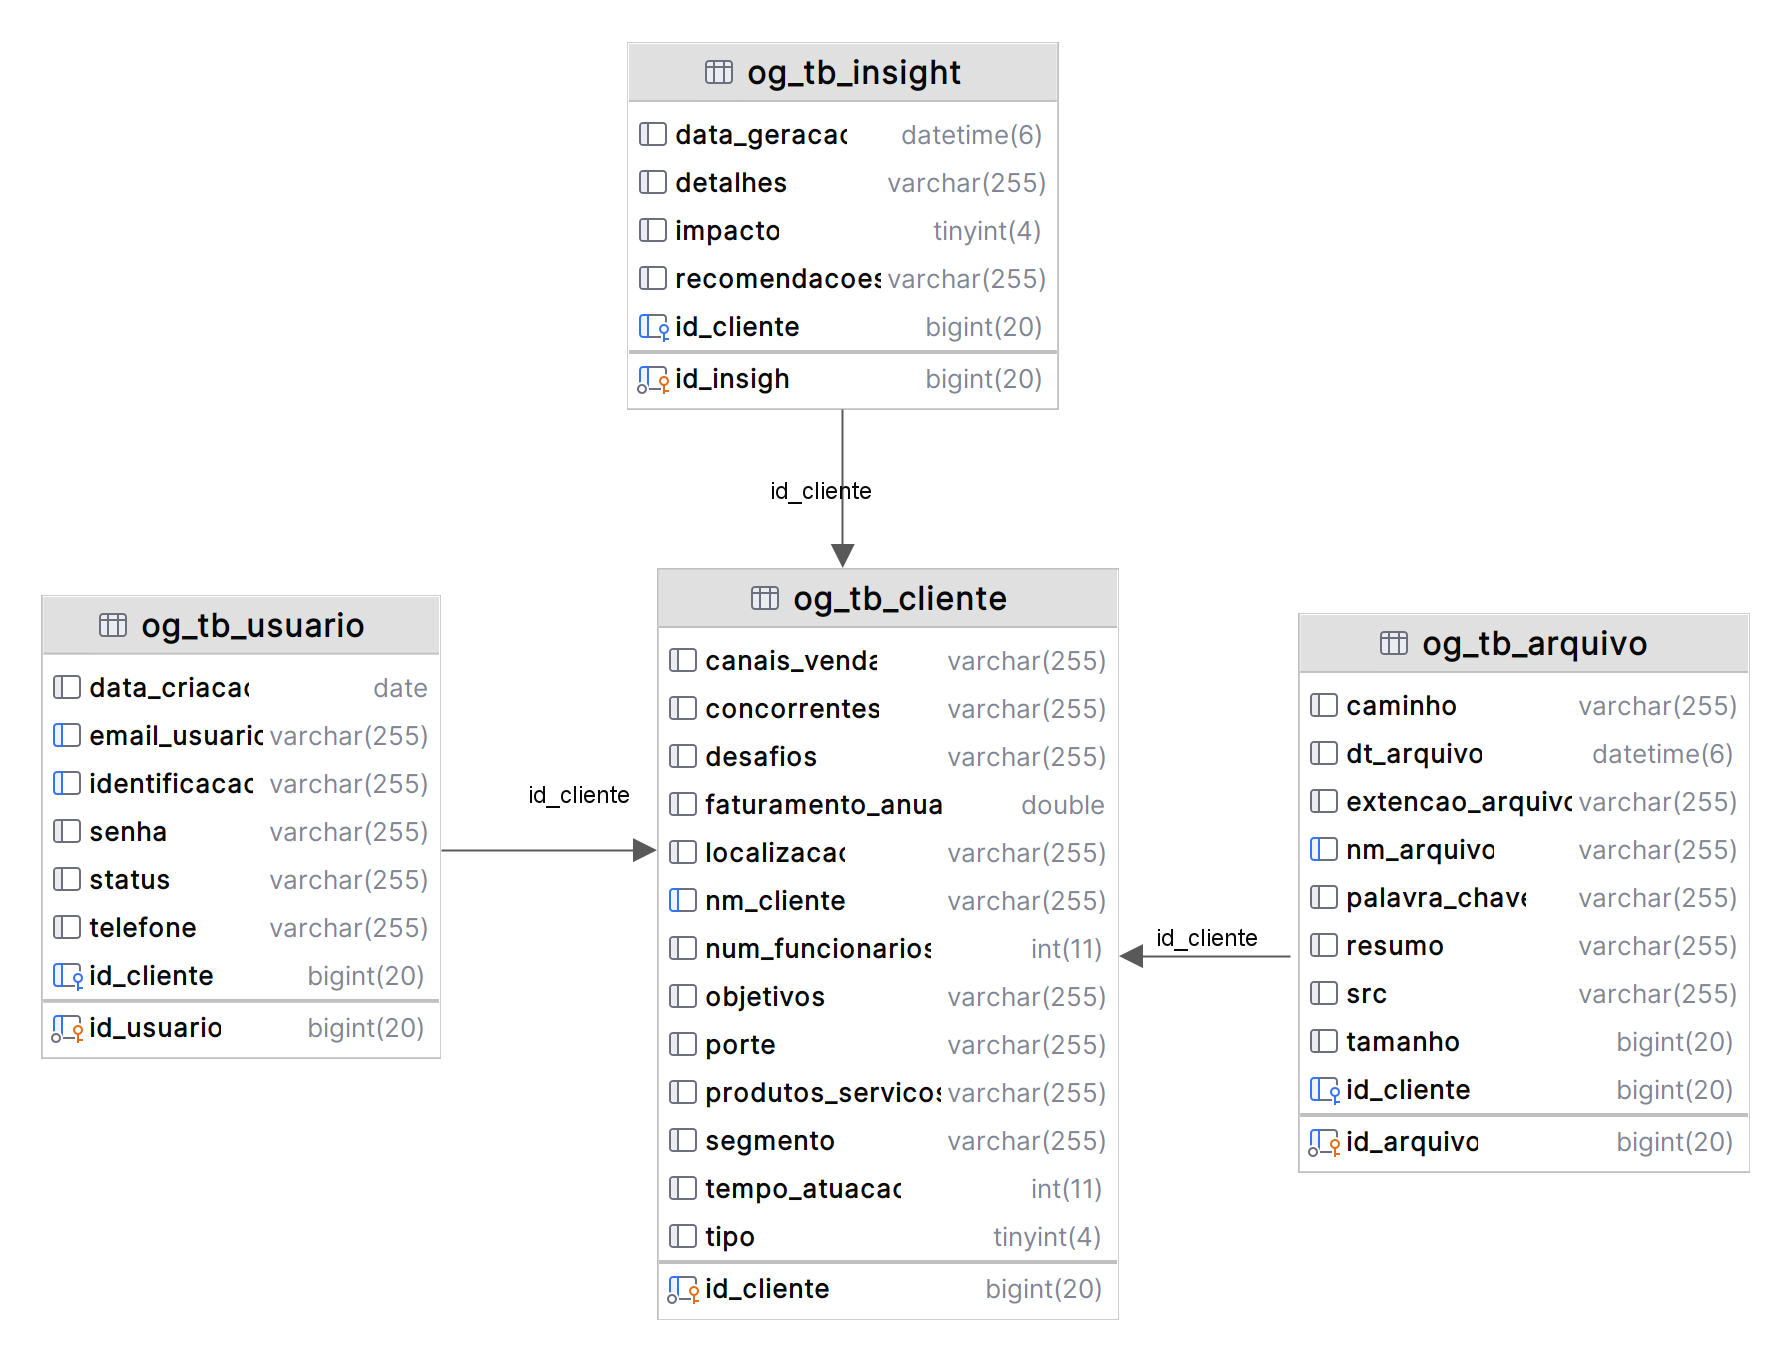 og_tb_insight
data_geracac datetime(6)
detalhes varchar(255)
impacto tinyint(4)
recomendacoes varchar(255)
id_cliente bigint(20)
id_insigh bigint(20)
id_cliente
og_tb_usuario
data_criacac date
email_usuario varchar(255)
identificacac varchar(255)
senha varchar(255)
status varchar(255)
telefone varchar(255)
id_cliente bigint(20)
id_usuario bigint(20)
id_cliente
og_tb_cliente
canais_venda varchar(255)
concorrentes varchar(255)
desafios varchar(255)
faturamento_anua double
localizacac varchar(255)
nm_cliente varchar(255)
num_funcionarios int(11)
objetivos varchar(255)
porte varchar(255)
produtos_servicos varchar(255)
segmento varchar(255)
tempo_atuacac int(11)
tipo tinyint(4)
id_cliente bigint(20)
id_cliente
og_tb_arquivo
caminho varchar(255)
dt_arquivo datetime(6)
extencao_arquivo varchar(255)
nm_arquivo varchar(255)
palavra_chave varchar(255)
resumo varchar(255)
src varchar(255)
tamanho bigint(20)
id_cliente bigint(20)
id_arquivo bigint(20)